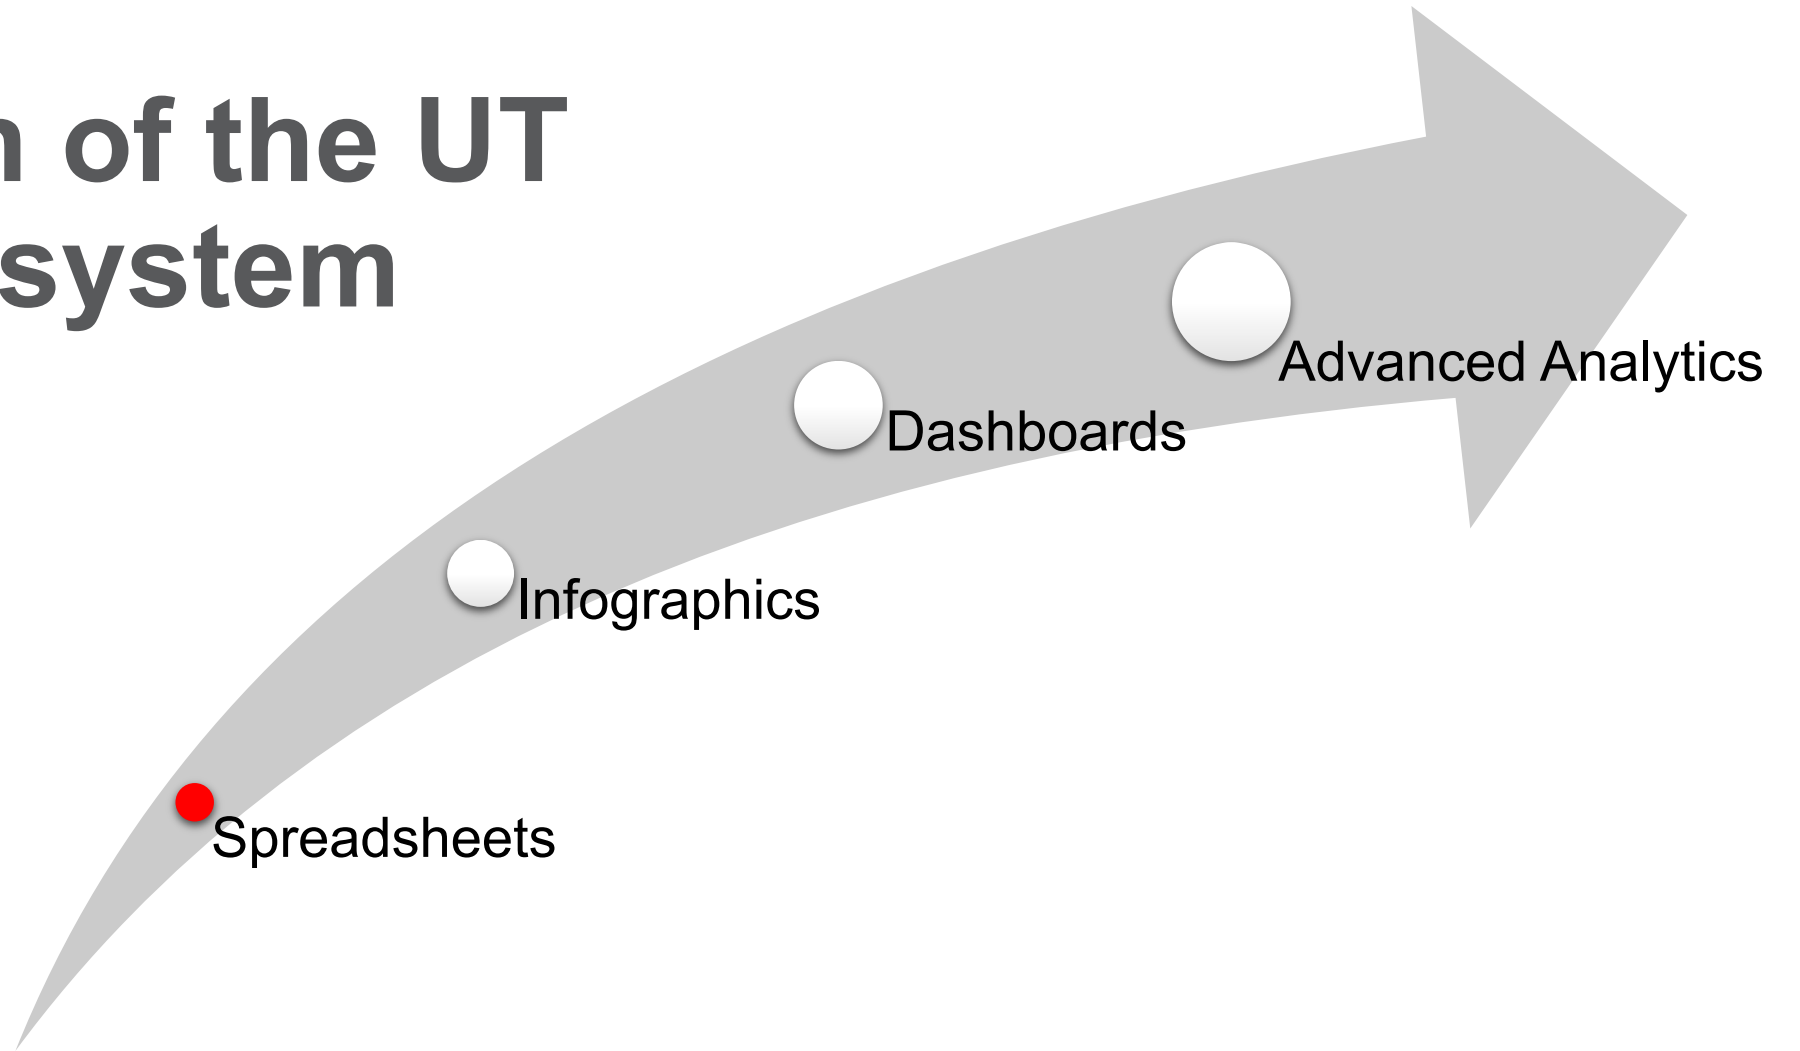 of the UT
system
Advanced Analytics
Dashboards
Infographics
Spreadsheets